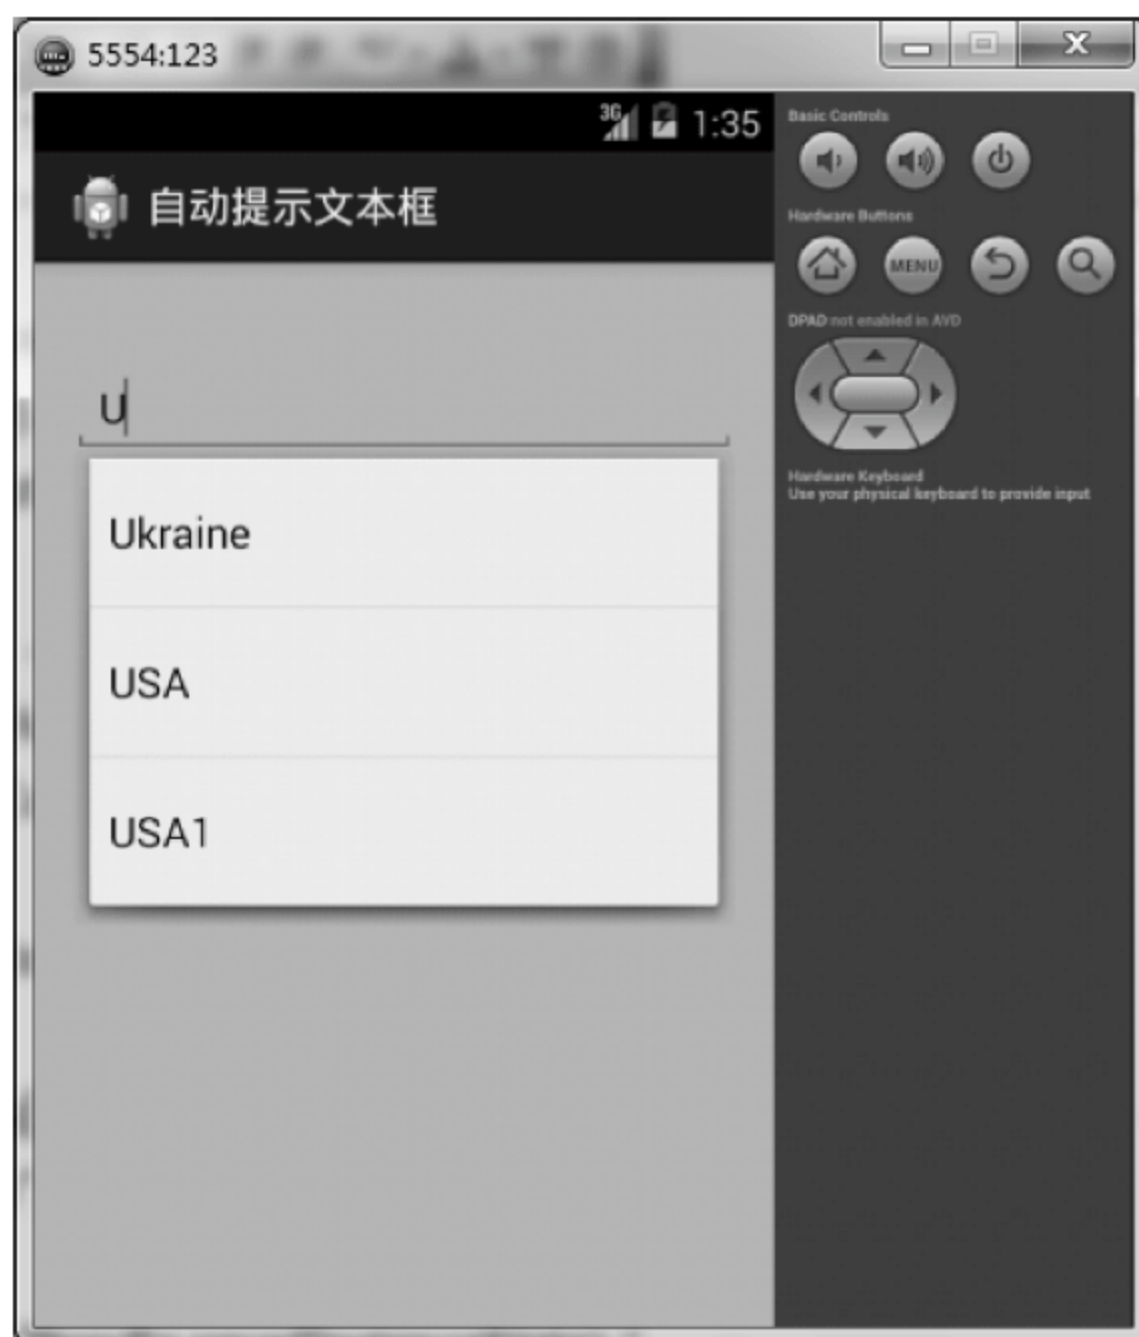 5554:123
3G 1:35
自动提示文本框
U
Ukraine
USA
USA1
Basic Controls
Hardware Buttons
MENU
DPAD not enabled in AVD
Hardware Keyboard
Use your physical keyboard to provide input